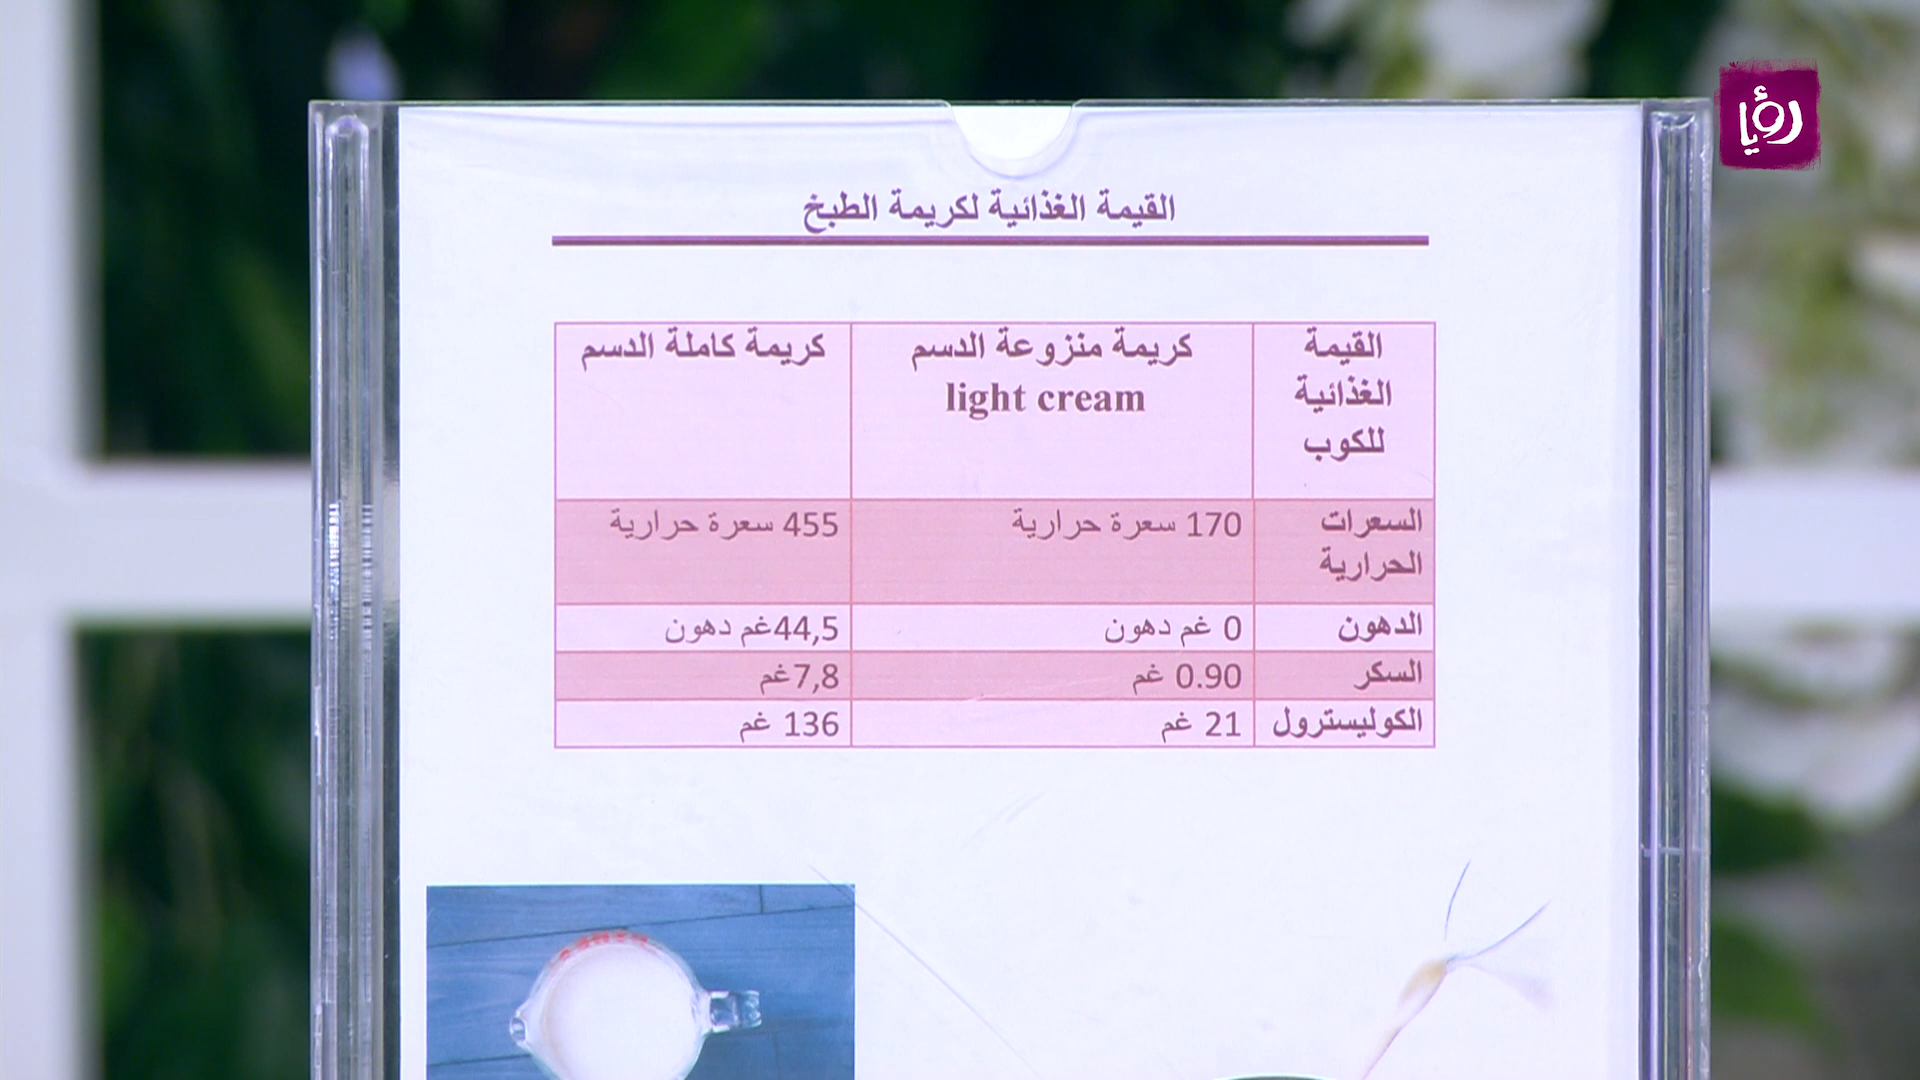 رؤيا
القيمة الغذائية لكريمة الطبخ
القيمة الغذائية للكوب	كريمة منزوعة الدسم light cream	كريمة كاملة الدسم
السعرات الحرارية	170 سعرة حرارية	455 سعرة حرارية
الدهون	0 غم دهون	44,5غم دهون
السكر	0.90 غم	7,8غم
الكوليسترول	21 غم	136 غم